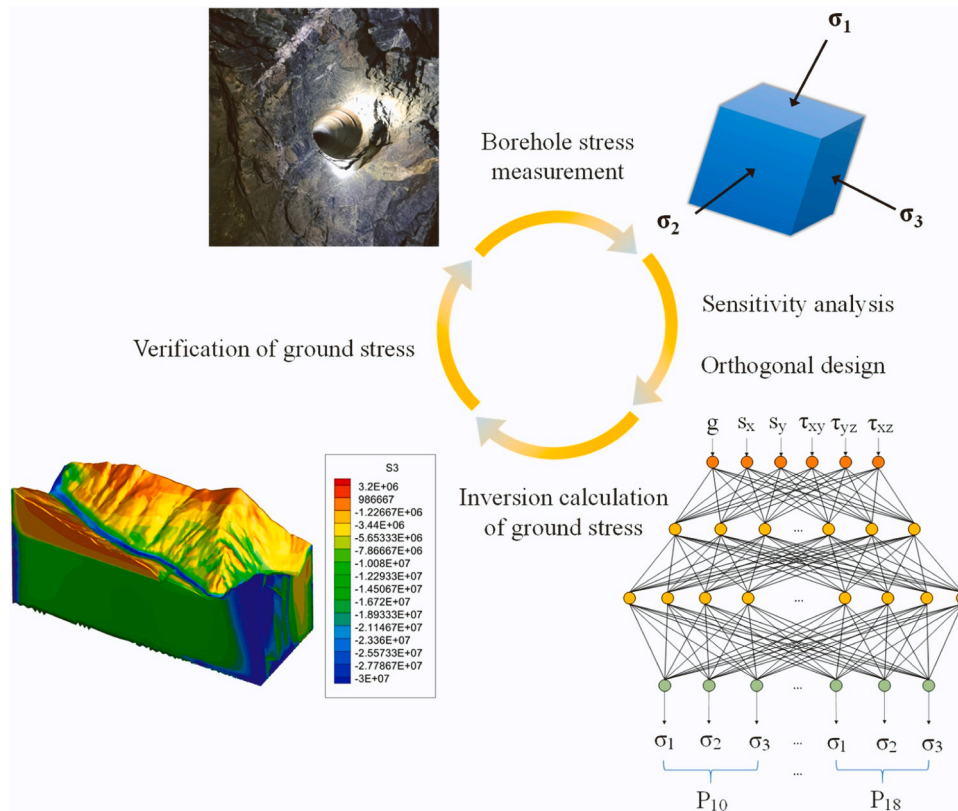 σ1
Borehole stress
measurement
σ2
σ3
Sensitivity analysis
Verification of ground stress
Orthogonal design
g sx sy τxy τyz τxz
Inversion calculation
of ground stress
S3
3.2E+06
986667
-1.22667E+06
-3.44E+06
-5.65333E+06
-7.86667E+06
-1.008E+07
-1.22933E+07
-1.45067E+07
-1.672E+07
-1.89333E+07
-2.11467E+07
-2.336E+07
-2.55733E+07
-2.77867E+07
-3E+07
...
...
...
σ1 σ2 σ3 ... σ1 σ2 σ3
...
P10 P18